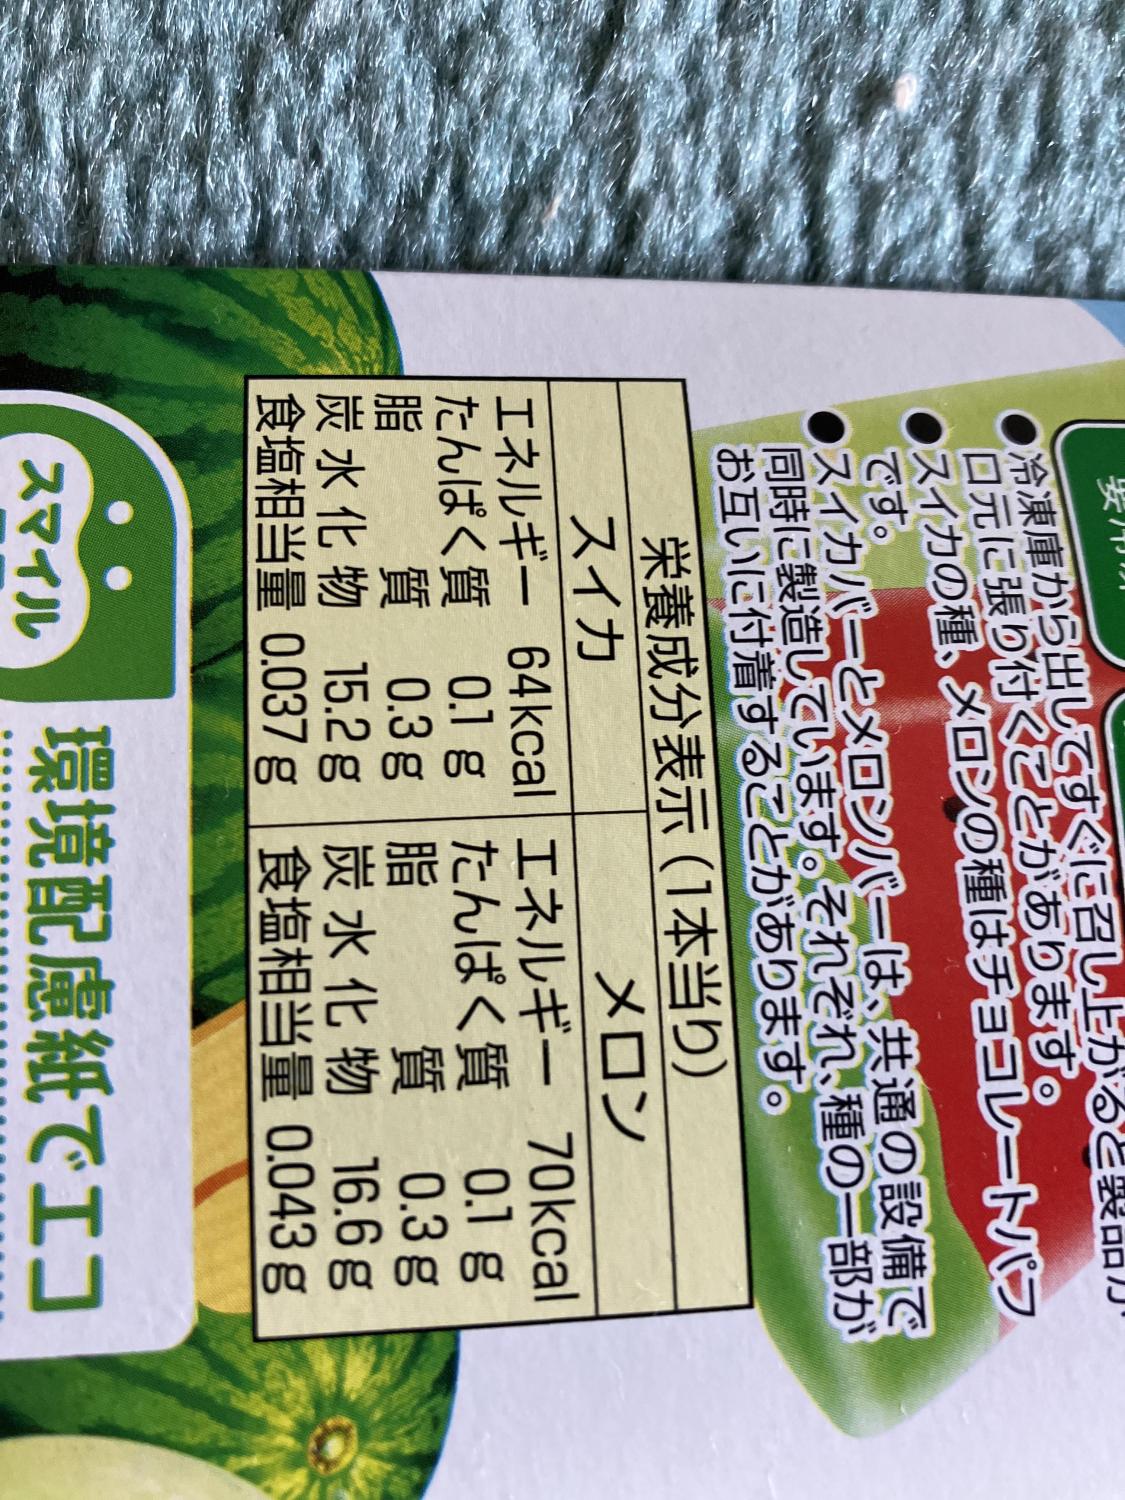 要冷凍
●冷凍庫から出してすぐに召し上がると製品が
口元に張り付くことがあります。
●スイカの種、メロンの種はチョコレートパフ
です。
●スイカバーとメロンバーは、共通の設備で
同時に製造しています。それぞれ、種の一部が
お互いに付着することがあります。
栄養成分表示(1本当り)
スイカ
エネルギー 64kcal
たんぱく質 0.1g
脂質 0.3g
炭水化物 15.2g
食塩相当量 0.037g
メロン
エネルギー 70kcal
たんぱく質 0.1g
脂質 0.3g
炭水化物 16.6g
食塩相当量 0.043g
スマイル
環境配慮紙でエコ